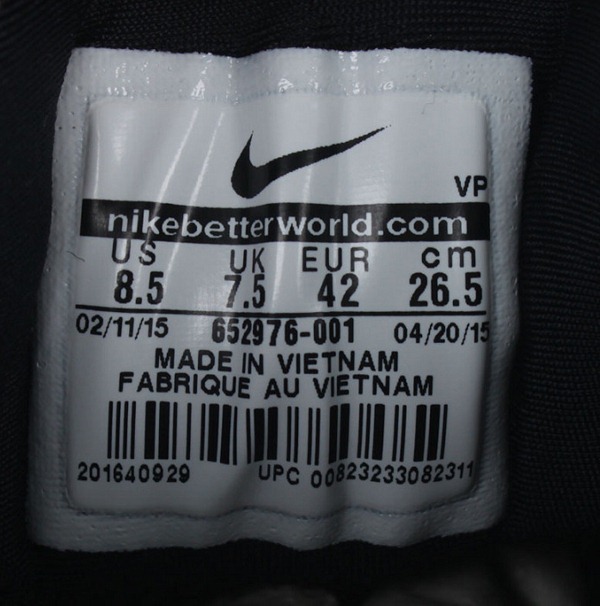 VP
nikebetterworld.com
US UK EUR cm
8.5 7.5 42 26.5
02/11/15 652976-001 04/20/15
MADE IN VIETNAM
FABRIQUE AU VIETNAM
201640929 UPC 00823233082311